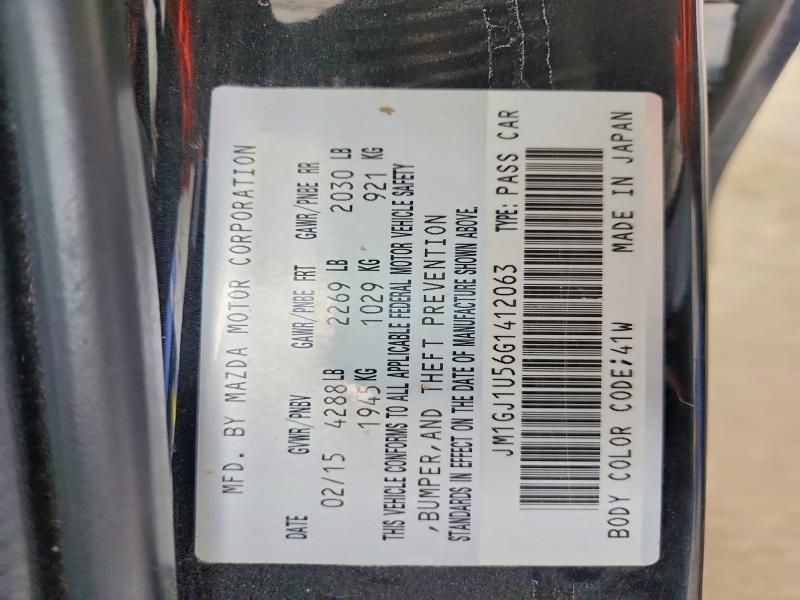 MFD. BY MAZDA MOTOR CORPORATION
DATE GVWR/PNBV GAWR/PNBE FRT GAWR/PNBE RR
02/15 4288 LB 2269 LB 2030 LB
1945 KG 1029 KG 921 KG
THIS VEHICLE CONFORMS TO ALL APPLICABLE FEDERAL MOTOR VEHICLE SAFETY
,BUMPER,AND THEFT PREVENTION
STANDARDS IN EFFECT ON THE DATE OF MANUFACTURE SHOWN ABOVE.
JM1GJ1U56G1412063 TYPE: PASS CAR
BODY COLOR CODE;41W MADE IN JAPAN